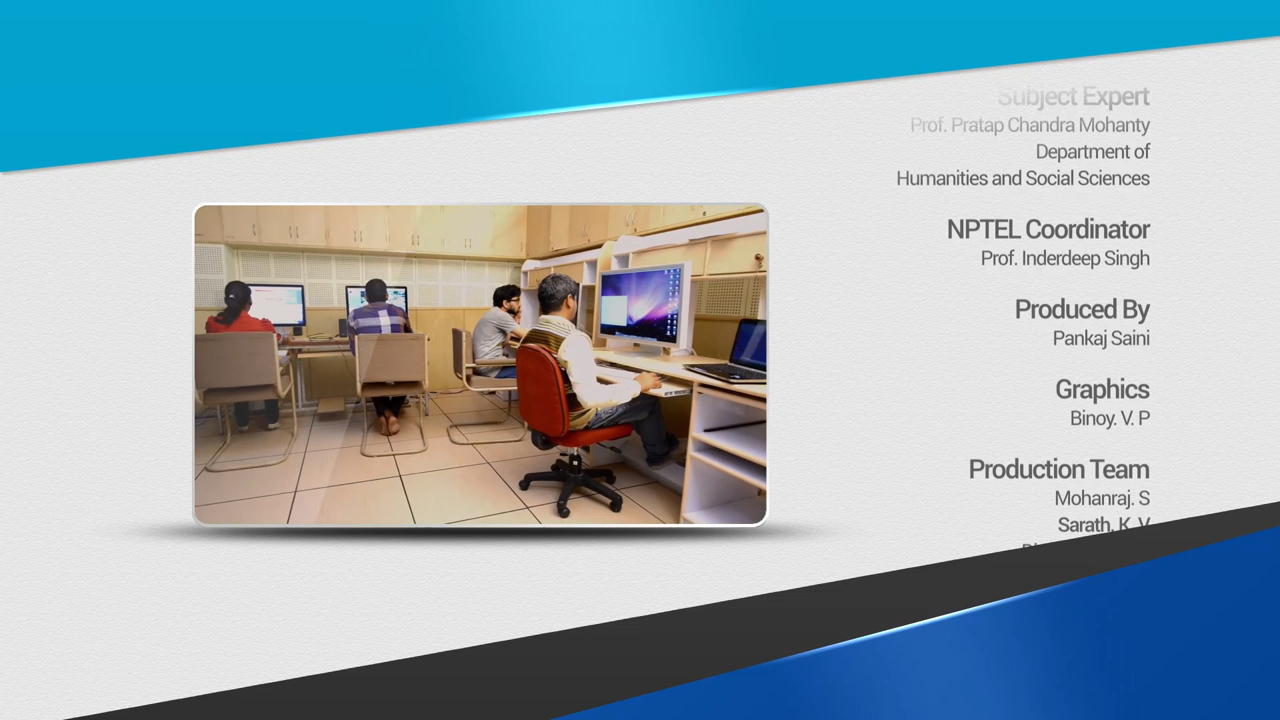 Subject Expert
Prof. Pratap Chandra Mohanty
Department of
Humanities and Social Sciences
NPTEL Coordinator
Prof. Inderdeep Singh
Produced By
Pankaj Saini
Graphics
Binoy. V. P
Production Team
Mohanraj. S
Sarath. K. V